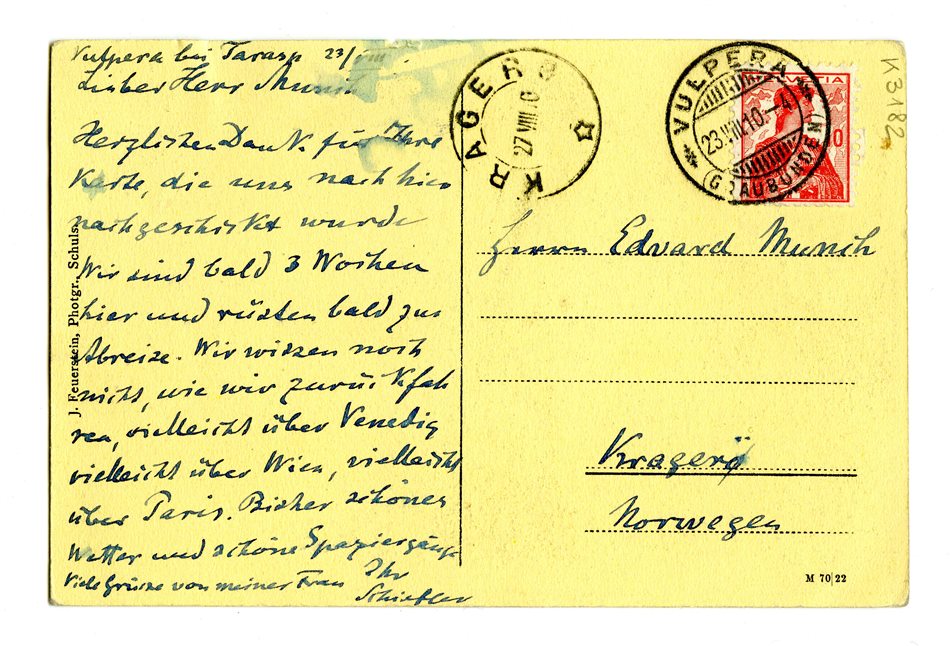 Vulpera bei Tarasp 23/VIII.
Lieber Herr Munch
Herzlichen Dank für Ihre
Karte, die uns nach hier
nachgeschickt wurde
Wir sind bald 3 Wochen
hier und rüsten bald zur
Abreise. Wir wissen noch
nicht, wie wir zurückfah
ren, vielleicht über Venedig
vielleicht über Wien, vielleicht
über Paris. Bisher schönes
Wetter und schöne Spaziergänge
Viele Grüsse von meiner Frau Ihr
Schiefler
J. Feuerstein, Photgr., Schuls.
KRAGERØ
27 VIII 10
VULPERA
23.VIII.10.-4
(GRAUBÜNDEN)
HELVETIA
K 3182
Herrn Edvard Munch
Kragerö
Norwegen
M 70 22